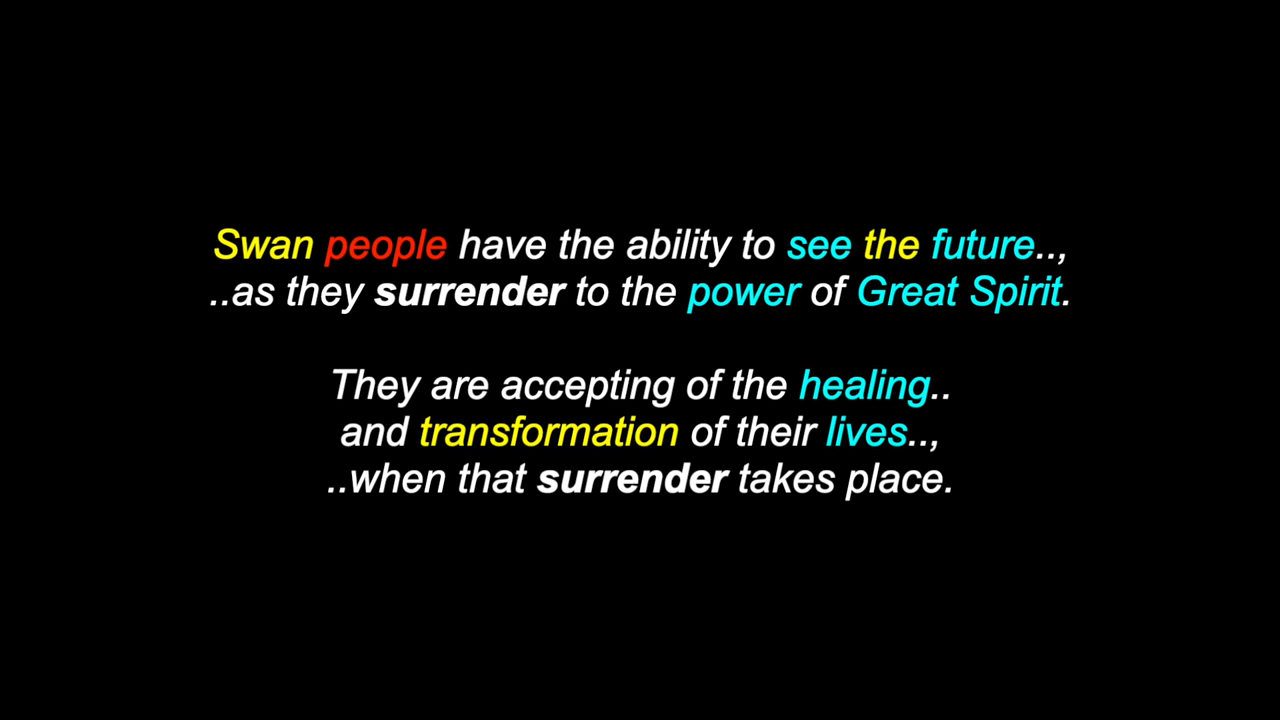 Swan people have the ability to see the future..,
..as they surrender to the power of Great Spirit.
They are accepting of the healing..
and transformation of their lives..,
..when that surrender takes place.